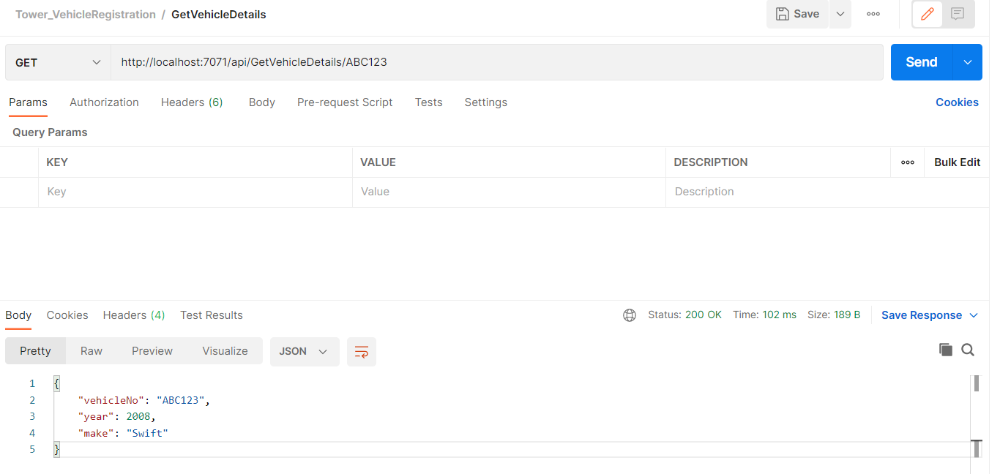 Tower_VehicleRegistration / GetVehicleDetails Save
GET http://localhost:7071/api/GetVehicleDetails/ABC123 Send
Params Authorization Headers (6) Body Pre-request Script Tests Settings Cookies
Query Params
KEY VALUE DESCRIPTION Bulk Edit
Key Value Description
Body Cookies Headers (4) Test Results Status: 200 OK Time: 102 ms Size: 189 B Save Response
Pretty Raw Preview Visualize JSON
1 {
2 "vehicleNo": "ABC123",
3 "year": 2008,
4 "make": "Swift"
5 }